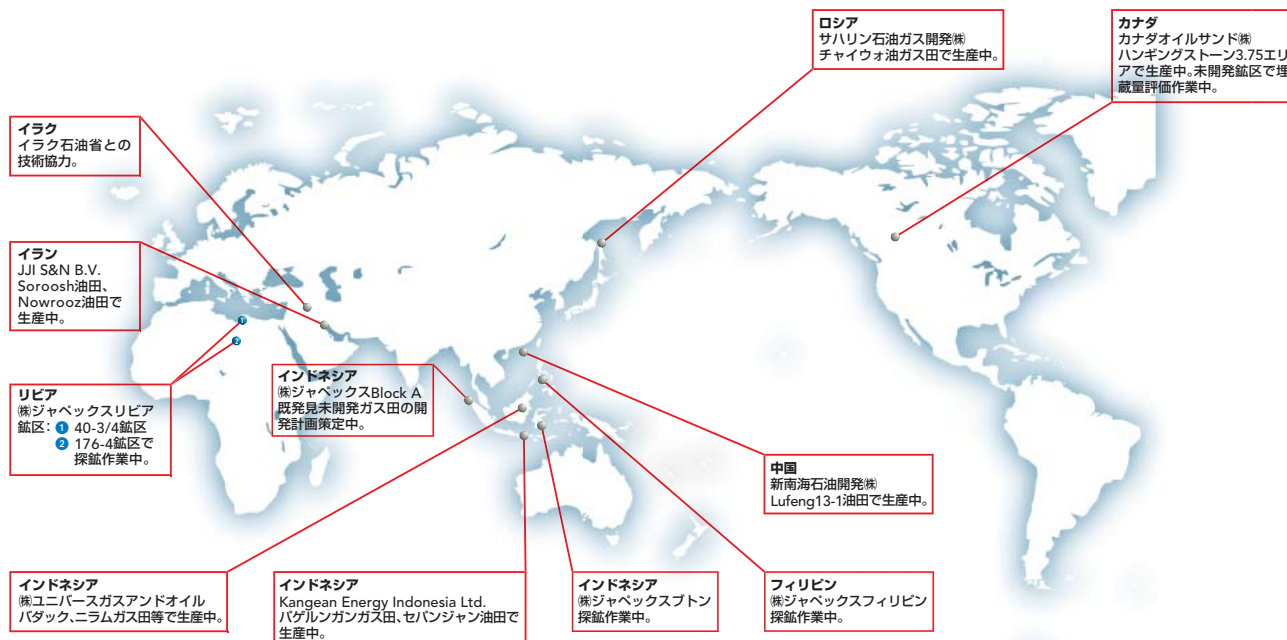 ロシア
サハリン石油ガス開発㈱
チャイウォ油ガス田で生産中。
カナダ
カナダオイルサンド㈱
ハンギングストーン3.75エリ
アで生産中。未開発鉱区で埋
蔵量評価作業中。
イラク
イラク石油省との
技術協力。
イラン
JJI S&N B.V.
Soroosh油田、
Nowrooz油田で
生産中。
1
2
リビア
㈱ジャペックスリビア
鉱区： 1 40-3/4鉱区
2 176-4鉱区で
探鉱作業中。
インドネシア
㈱ジャペックスBlock A
既発見未開発ガス田の開
発計画策定中。
中国
新南海石油開発㈱
Lufeng13-1油田で生産中。
インドネシア
㈱ユニバースガスアンドオイル
バダック、ニラムガス田等で生産中。
インドネシア
Kangean Energy Indonesia Ltd.
パゲルンガンガス田、セパンジャン油田で
生産中。
インドネシア
㈱ジャペックスブトン
探鉱作業中。
フィリピン
㈱ジャペックスフィリピン
探鉱作業中。